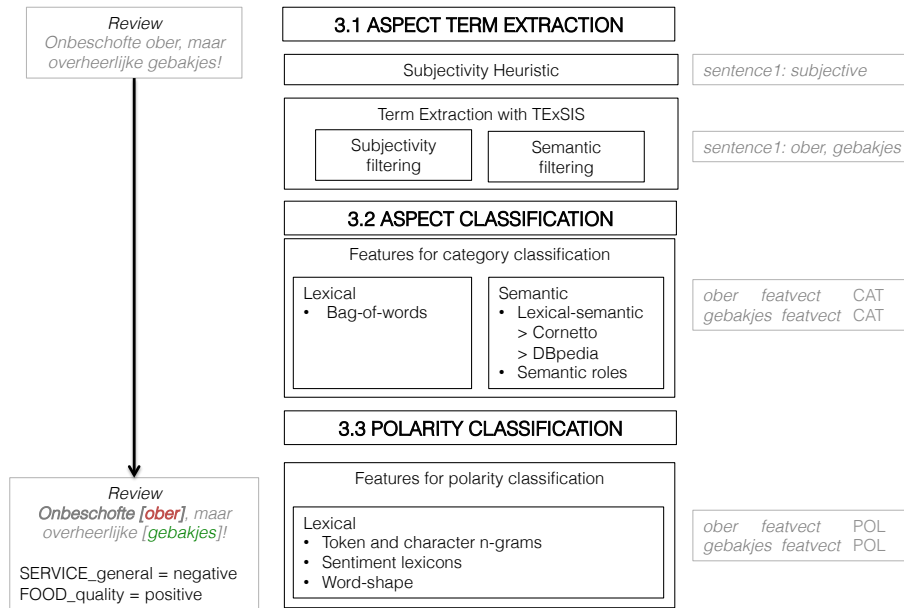 Review
Onbeschofte ober, maar
overheerlijke gebakjes!
3.1 ASPECT TERM EXTRACTION
Subjectivity Heuristic
sentence1: subjective
Term Extraction with TExSIS
Subjectivity
filtering
Semantic
filtering
sentence1: ober, gebakjes
3.2 ASPECT CLASSIFICATION
Features for category classification
Lexical
• Bag-of-words
Semantic
• Lexical-semantic
> Cornetto
> DBpedia
• Semantic roles
ober featvect CAT
gebakjes featvect CAT
3.3 POLARITY CLASSIFICATION
Features for polarity classification
Lexical
• Token and character n-grams
• Sentiment lexicons
• Word-shape
ober featvect POL
gebakjes featvect POL
Review
Onbeschofte [ober], maar
overheerlijke [gebakjes]!
SERVICE_general = negative
FOOD_quality = positive